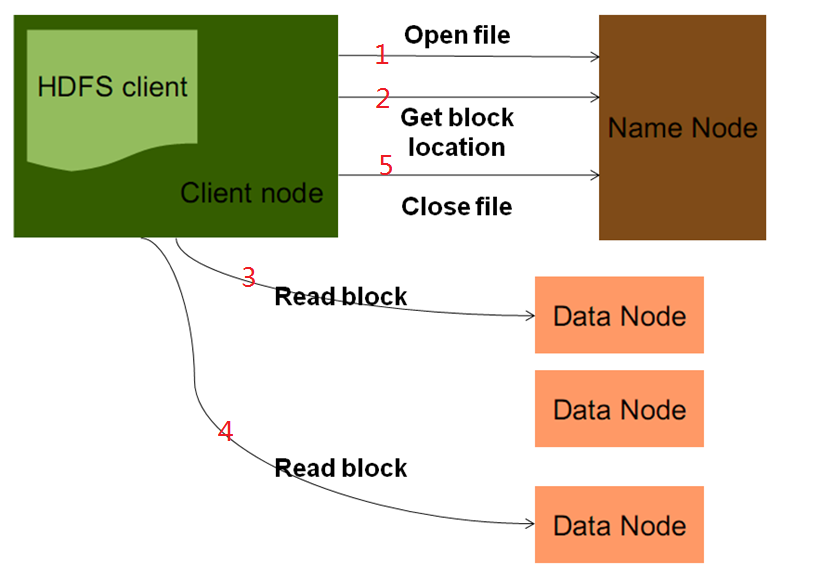 HDFS client
Client node
1
Open file
2
Get block
location
5
Close file
Name Node
3
Read block
Data Node
Data Node
4
Read block
Data Node